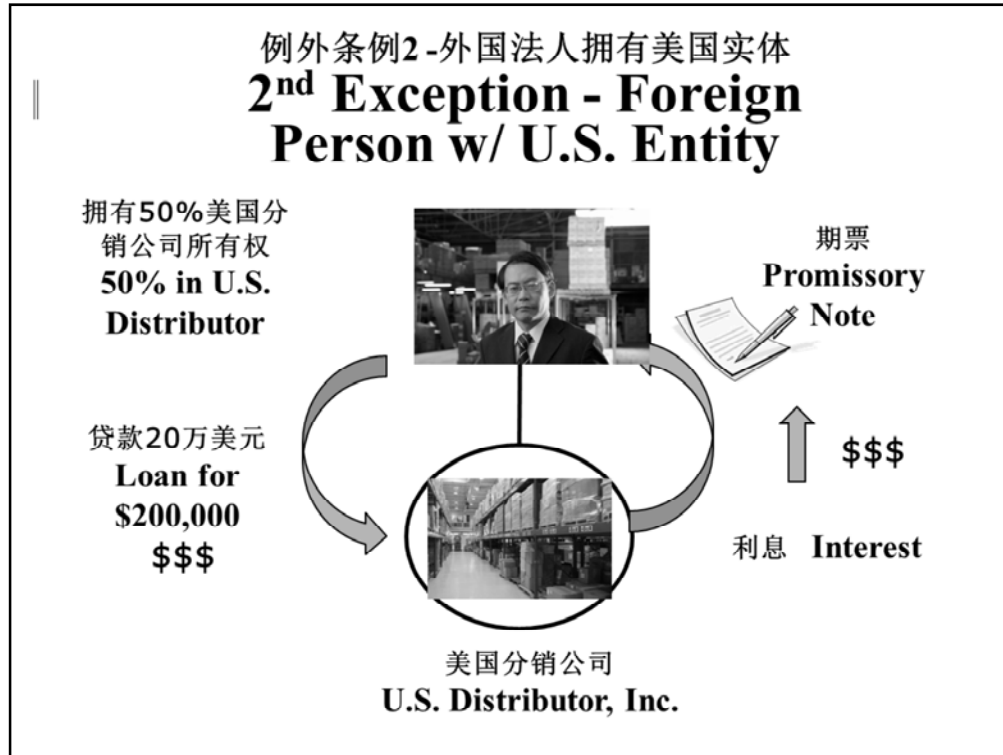 例外条例2 -外国法人拥有美国实体
2nd Exception - Foreign
Person w/ U.S. Entity
拥有50%美国分
销公司所有权
50% in U.S.
Distributor
期票
Promissory
Note
贷款20万美元
Loan for
$200,000
$$$
$$$
利息 Interest
美国分销公司
U.S. Distributor, Inc.